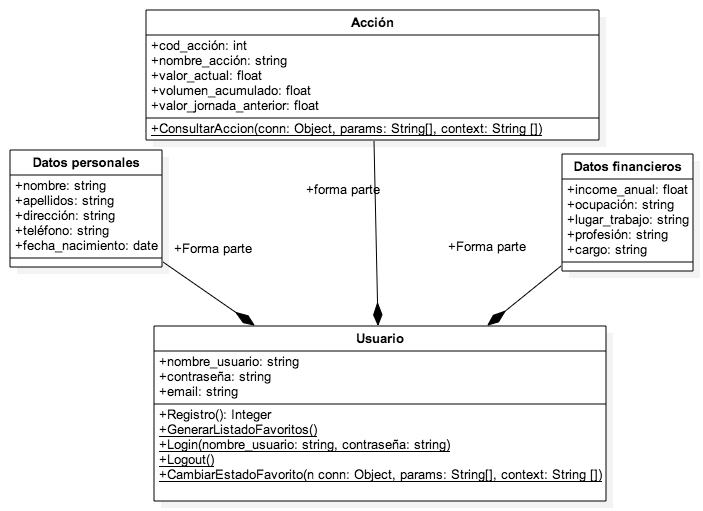 Acción
+cod_acción: int
+nombre_acción: string
+valor_actual: float
+volumen_acumulado: float
+valor_jornada_anterior: float
+ConsultarAccion(conn: Object, params: String[], context: String [])
Datos personales
+nombre: string
+apellidos: string
+dirección: string
+teléfono: string
+fecha_nacimiento: date
Datos financieros
+income_anual: float
+ocupación: string
+lugar_trabajo: string
+profesión: string
+cargo: string
+forma parte
+Forma parte
+Forma parte
Usuario
+nombre_usuario: string
+contraseña: string
+email: string
+Registro(): Integer
+GenerarListadoFavoritos()
+Login(nombre_usuario: string, contraseña: string)
+Logout()
+CambiarEstadoFavorito(n conn: Object, params: String[], context: String [])